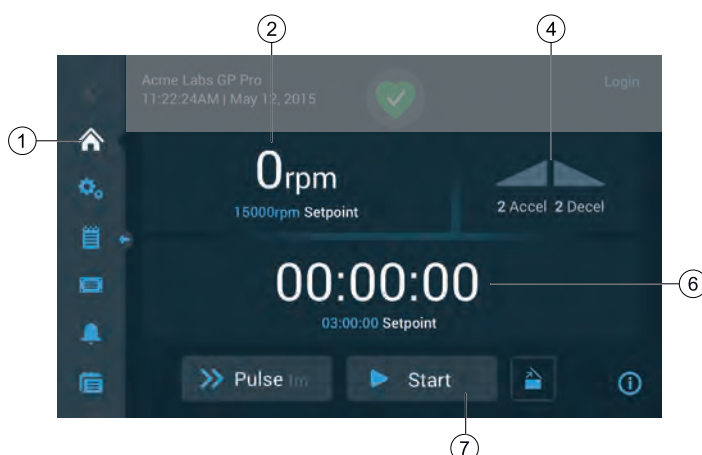 2
4
Acme Labs GP Pro
Login
11:22:24AM | May 12, 2015
1
0rpm
15000rpm Setpoint
2 Accel 2 Decel
00:00:00
6
03:00:00 Setpoint
Pulse
Start
7